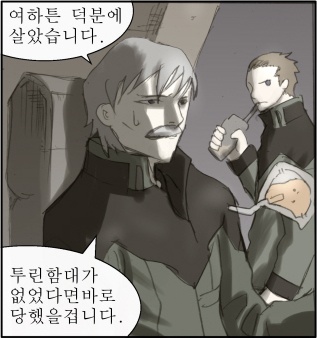 여하튼 덕분에
살았습니다.
투린함대가
없었다면바로
당했을겁니다.